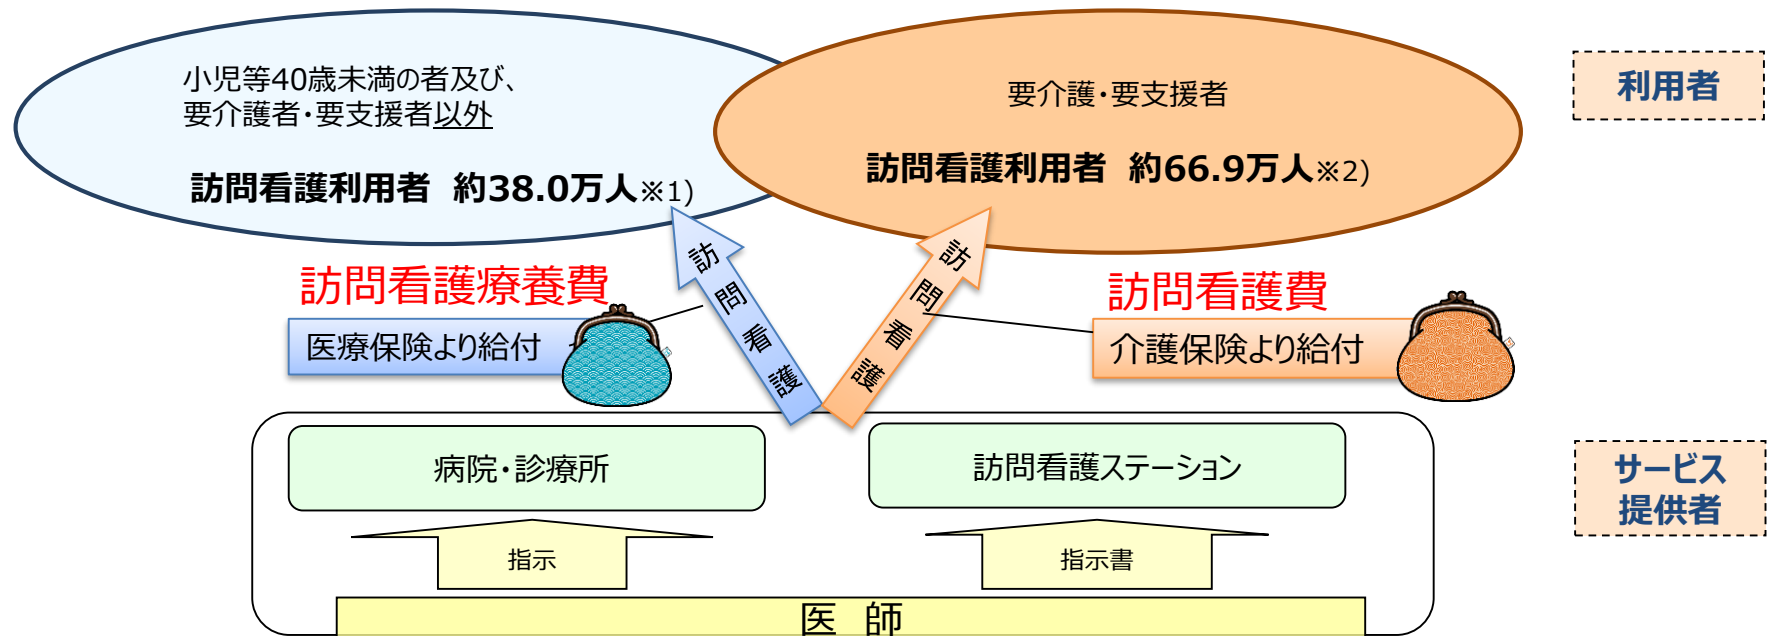 小児等40歳未満の者及び、
要介護者・要支援者以外
訪問看護利用者 約38.0万人※1)
要介護・要支援者
訪問看護利用者 約66.9万人※2)
利用者
訪問看護療養費
医療保険より給付
訪問看護
訪問看護
訪問看護費
介護保険より給付
病院・診療所
訪問看護ステーション
サービス
提供者
指示
指示書
医 師